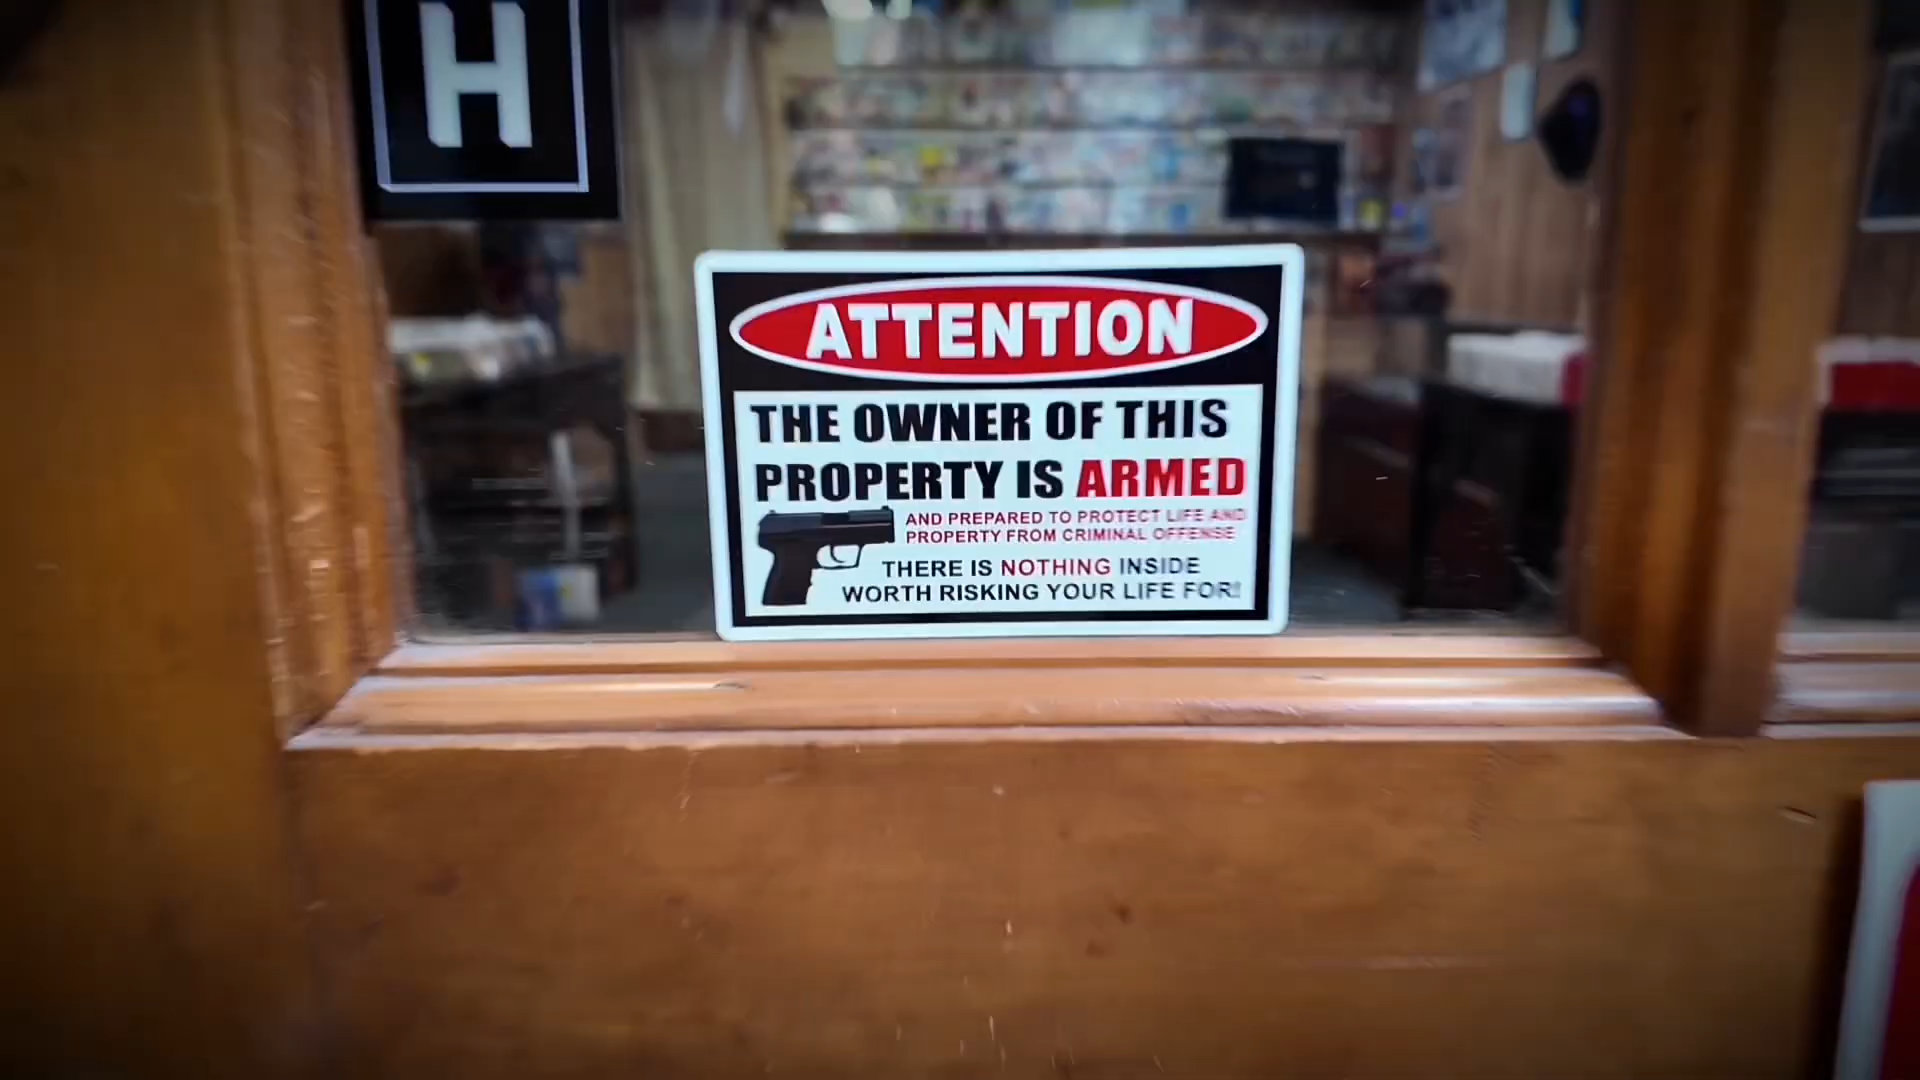 H
ATTENTION
THE OWNER OF THIS
PROPERTY IS ARMED
AND PREPARED TO PROTECT LIFE AND
PROPERTY FROM CRIMINAL OFFENSE
THERE IS NOTHING INSIDE
WORTH RISKING YOUR LIFE FOR!